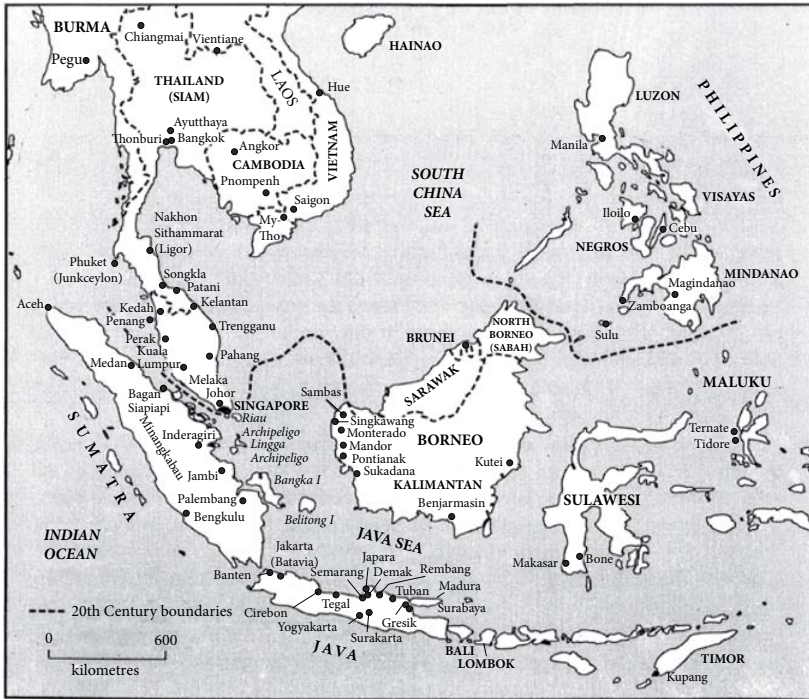 BURMA
Chiangmai
Vientiane
HAINAO
Pegu
LAOS
THAILAND
(SIAM)
Hue
LUZON
PHILIPPINES
Ayutthaya
Thonburi
Bangkok
Angkor
CAMBODIA
VIETNAM
Manila
SOUTH
CHINA
SEA
Pnompenh
Saigon
My-
Tho
VISAYAS
Iloilo
Cebu
NEGROS
Nakhon
Sithammarat
(Ligor)
Phuket
(Junkceylon)
Songkla
Patani
MINDANAO
Magindanao
Zamboanga
Aceh
Kedah
Kelantan
Penang
Trengganu
Sulu
Perak
Kuala
Lumpur
Pahang
Medan
BRUNEI
NORTH
BORNEO
(SABAH)
SARAWAK
Melaka
Johor
SINGAPORE
MALUKU
Bagan
Siapiapi
Riau
Archipeligo
Lingga
Archipeligo
Sambas
Singkawang
Monterado
Mandor
Pontianak
Sukadana
BORNEO
Ternate
Tidore
SUMATRA
Minangkabau
Inderagiri
Jambi
Bangka I
KALIMANTAN
Kutei
Palembang
Bengkulu
Belitong I
Benjarmasin
SULAWESI
INDIAN
OCEAN
JAVA SEA
Makasar
Bone
Jakarta
(Batavia)
Banten
Japara
Semarang
Demak
Rembang
Tuban
Madura
Surabaya
Cirebon
Tegal
Gresik
Yogyakarta
Surakarta
JAVA
BALI
LOMBOK
TIMOR
Kupang
20th Century boundaries
0 600
kilometres